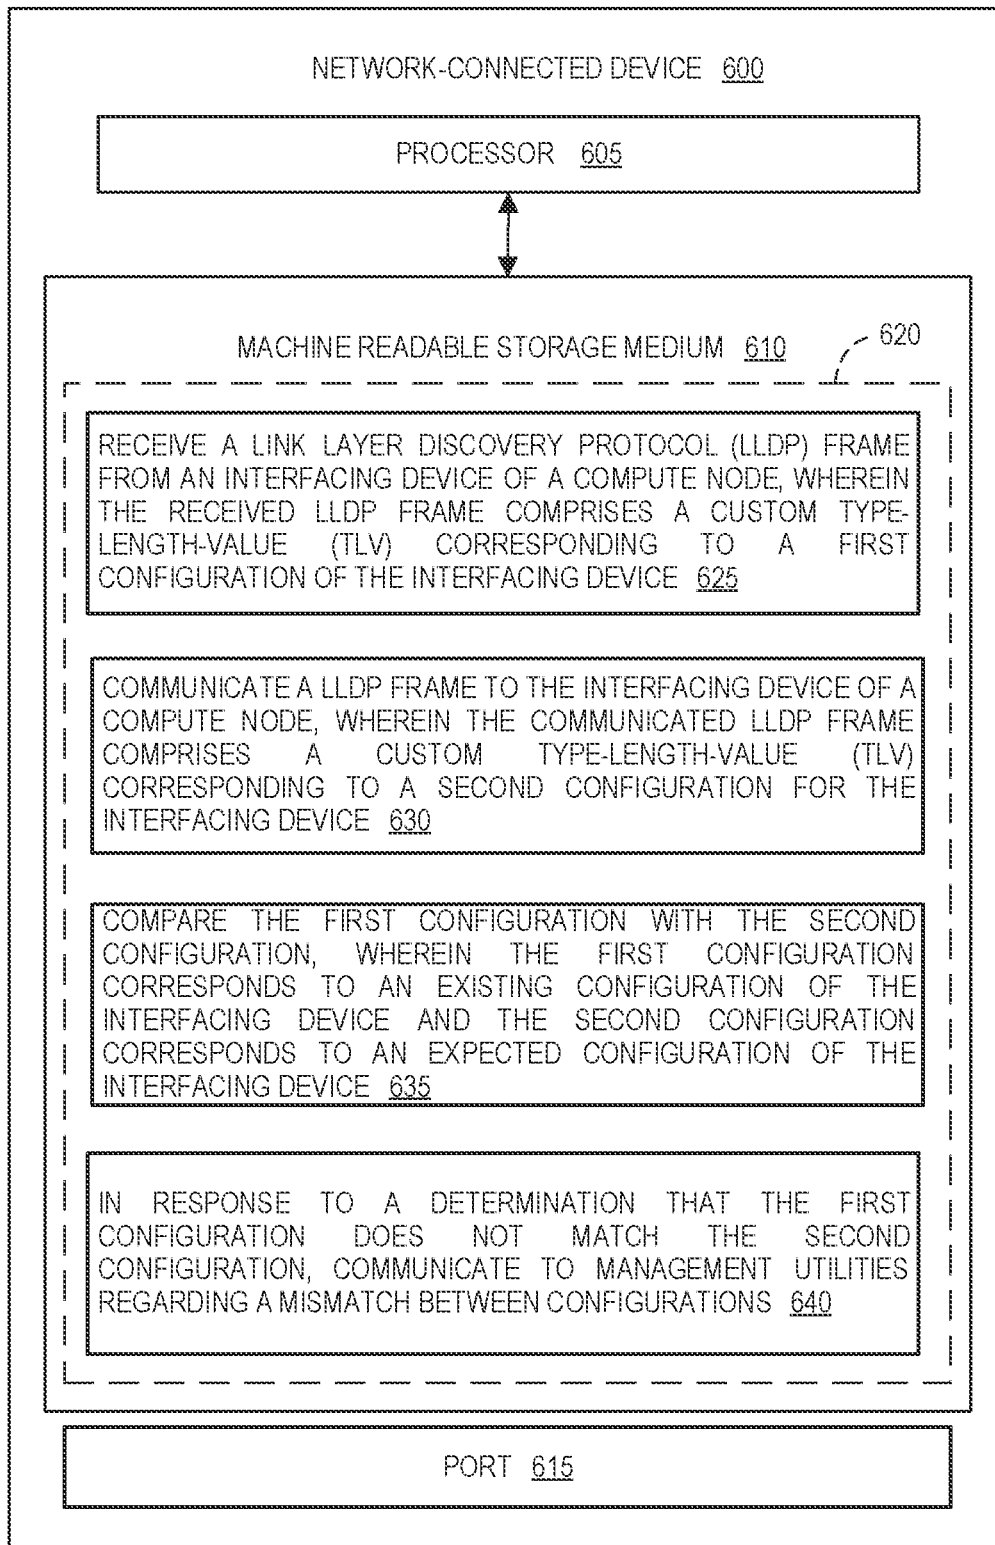 NETWORK-CONNECTED DEVICE 600
PROCESSOR 605
MACHINE READABLE STORAGE MEDIUM 610
620
RECEIVE A LINK LAYER DISCOVERY PROTOCOL (LLDP) FRAME
FROM AN INTERFACING DEVICE OF A COMPUTE NODE, WHEREIN
THE RECEIVED LLDP FRAME COMPRISES A CUSTOM TYPE-
LENGTH-VALUE (TLV) CORRESPONDING TO A FIRST
CONFIGURATION OF THE INTERFACING DEVICE 625
COMMUNICATE A LLDP FRAME TO THE INTERFACING DEVICE OF A
COMPUTE NODE, WHEREIN THE COMMUNICATED LLDP FRAME
COMPRISES A CUSTOM TYPE-LENGTH-VALUE (TLV)
CORRESPONDING TO A SECOND CONFIGURATION FOR THE
INTERFACING DEVICE 630
COMPARE THE FIRST CONFIGURATION WITH THE SECOND
CONFIGURATION, WHEREIN THE FIRST CONFIGURATION
CORRESPONDS TO AN EXISTING CONFIGURATION OF THE
INTERFACING DEVICE AND THE SECOND CONFIGURATION
CORRESPONDS TO AN EXPECTED CONFIGURATION OF THE
INTERFACING DEVICE 635
IN RESPONSE TO A DETERMINATION THAT THE FIRST
CONFIGURATION DOES NOT MATCH THE SECOND
CONFIGURATION, COMMUNICATE TO MANAGEMENT UTILITIES
REGARDING A MISMATCH BETWEEN CONFIGURATIONS 640
PORT 615